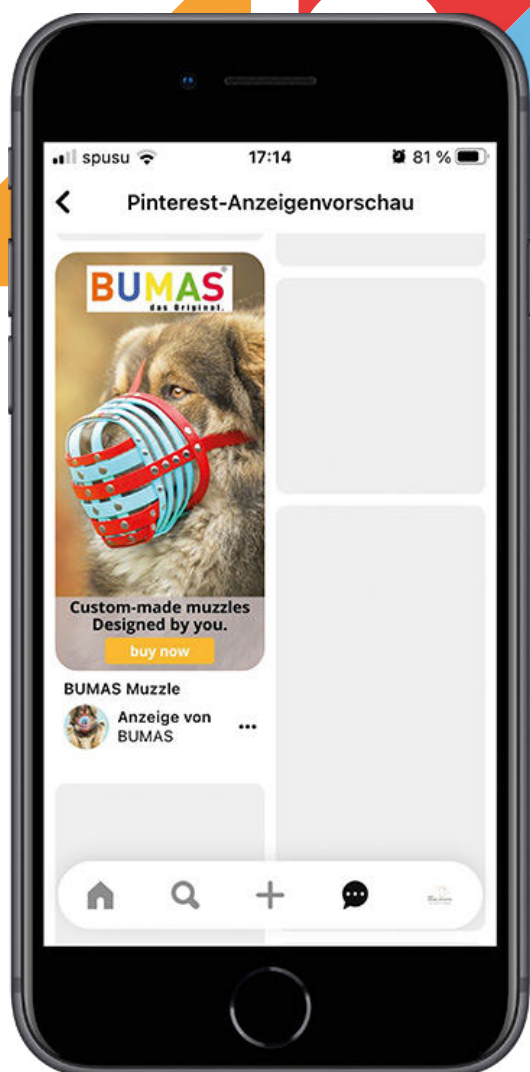 spusu 17:14 81 %
Pinterest-Anzeigenvorschau
BUMAS®
das Original.
Custom-made muzzles
Designed by you.
buy now
BUMAS Muzzle
Anzeige von
BUMAS